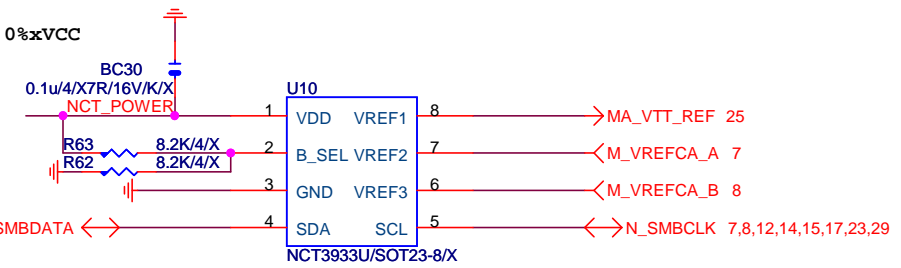 0%xVCC
BC30
0.1u/4/X7R/16V/K/X
NCT_POWER
U10
1 VDD VREF1 8 MA_VTT_REF 25
R63 8.2K/4/X
2 B_SEL VREF2 7 M_VREFCA_A 7
R62 8.2K/4/X
3 GND VREF3 6 M_VREFCA_B 8
SMBDATA 4 SDA SCL 5 N_SMBCLK 7,8,12,14,15,17,23,29
NCT3933U/SOT23-8/X